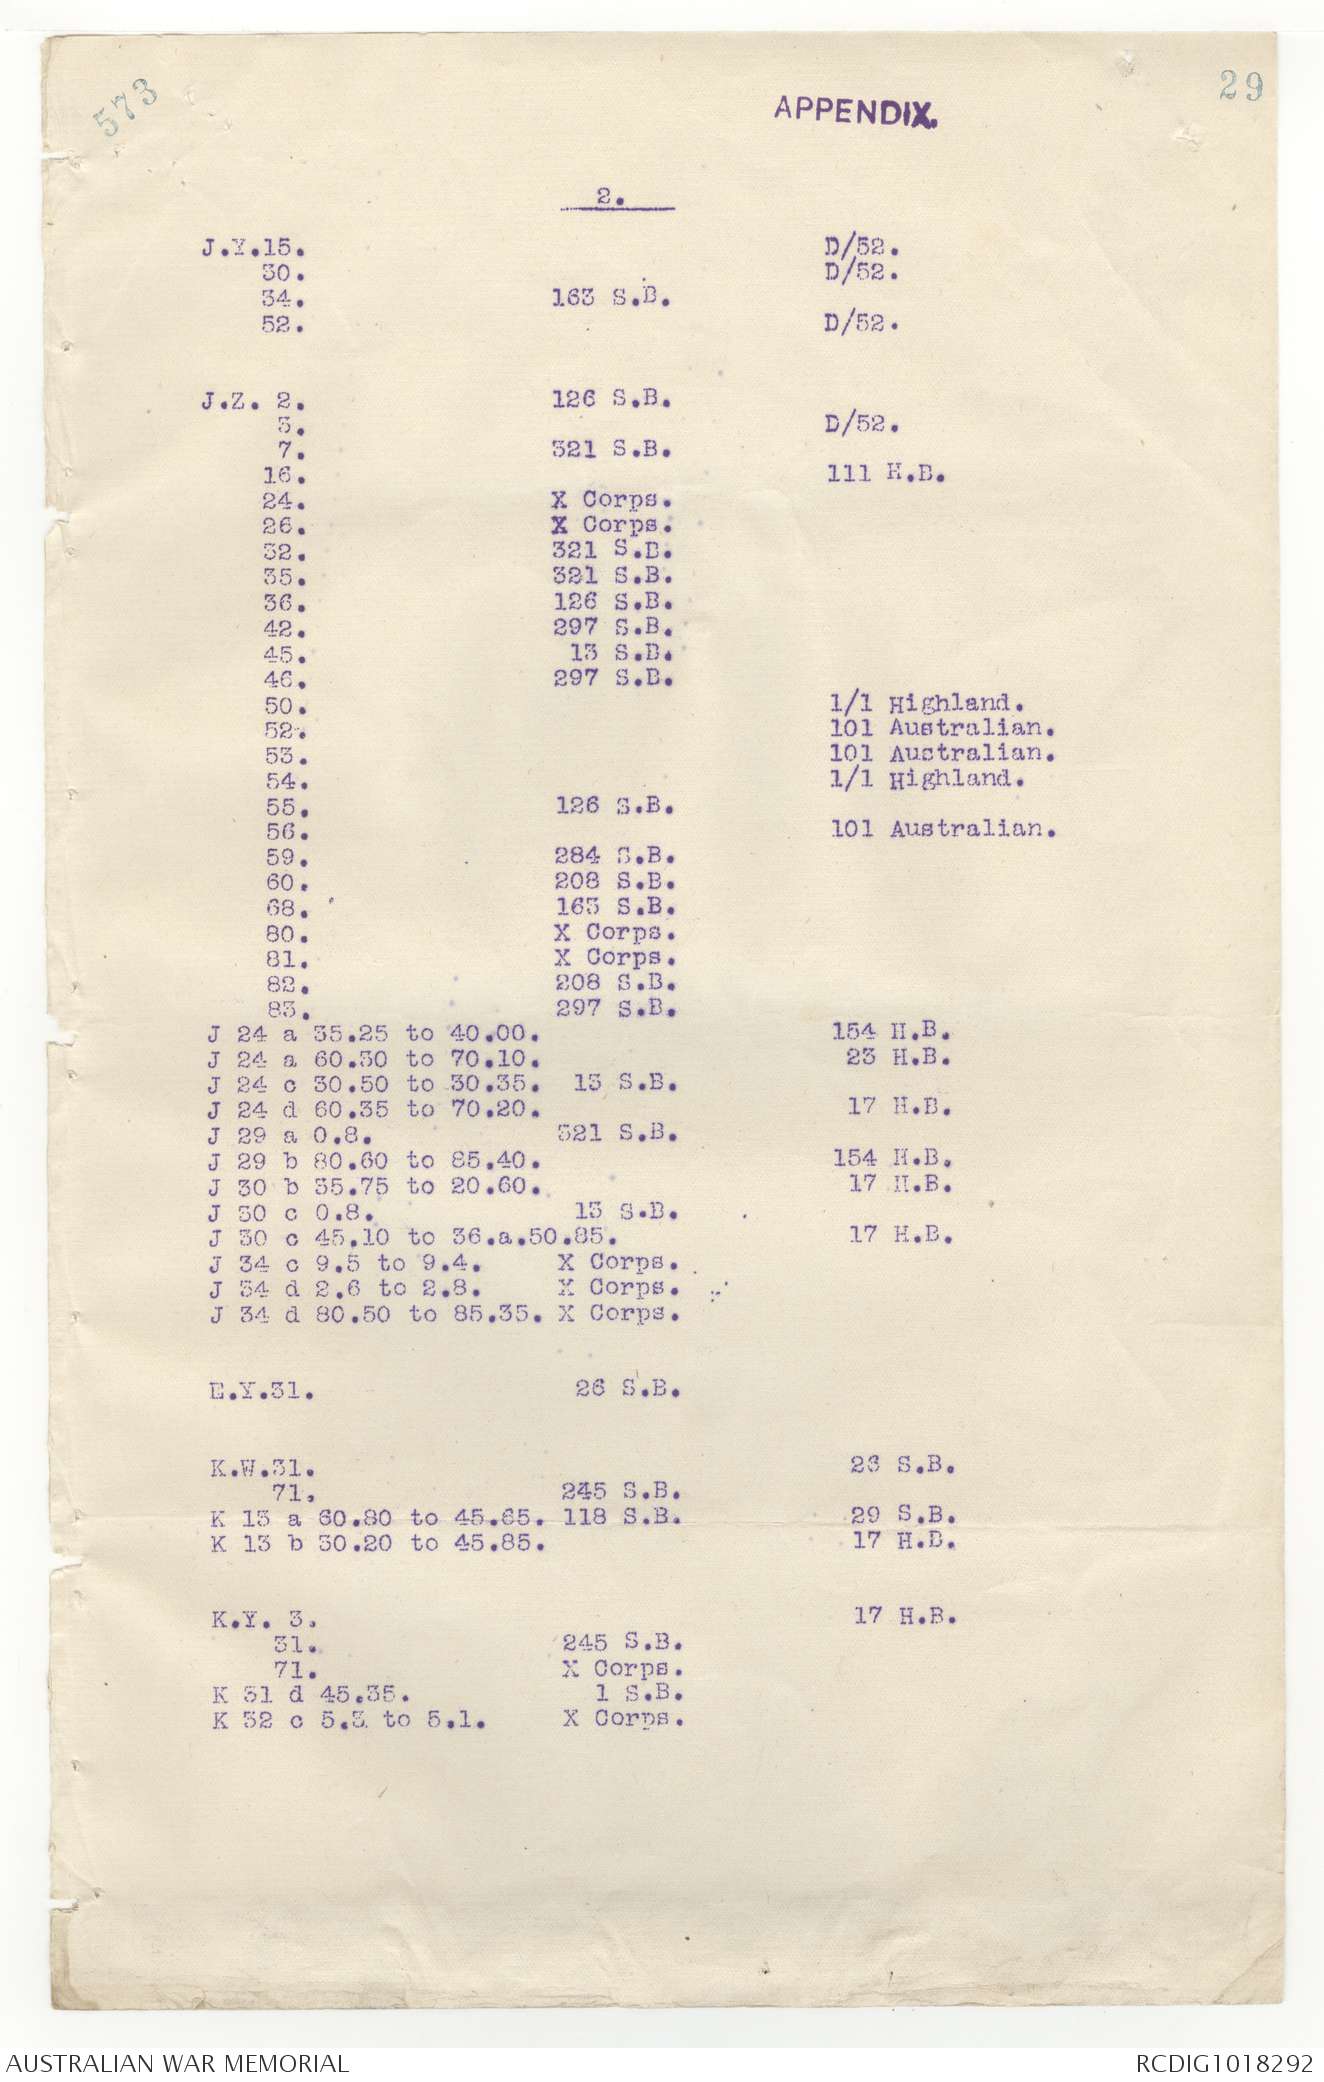 573
29
APPENDIX.
2.
J.Y.15. D/52.
30. D/52.
34. 163 S.B.
52. D/52.
J.Z. 2. 126 S.B.
3. D/52.
7. 321 S.B.
16. 111 H.B.
24. X Corps.
26. X Corps.
32. 321 S.B.
35. 321 S.B.
36. 126 S.B.
42. 297 S.B.
45. 13 S.B.
46. 297 S.B.
50. 1/1 Highland.
52. 101 Australian.
53. 101 Australian.
54. 1/1 Highland.
55. 126 S.B.
56. 101 Australian.
59. 284 S.B.
60. 208 S.B.
68. 163 S.B.
80. X Corps.
81. X Corps.
82. 208 S.B.
83. 297 S.B.
J 24 a 35.25 to 40.00. 154 H.B.
J 24 a 60.30 to 70.10. 23 H.B.
J 24 c 30.50 to 30.35. 13 S.B.
J 24 d 60.35 to 70.20. 17 H.B.
J 29 a 0.8. 321 S.B.
J 29 b 80.60 to 85.40. 154 H.B.
J 30 b 35.75 to 20.60. 17 H.B.
J 30 c 0.8. 13 S.B.
J 30 c 45.10 to 36.a.50.85. 17 H.B.
J 34 c 9.5 to 9.4. X Corps.
J 34 d 2.6 to 2.8. X Corps.
J 34 d 80.50 to 85.35. X Corps.
E.Y.31. 26 S.B.
K.W.31. 26 S.B.
71. 245 S.B.
K 13 a 60.80 to 45.65. 118 S.B. 29 S.B.
K 13 b 30.20 to 45.85. 17 H.B.
K.Y. 3. 17 H.B.
31. 245 S.B.
71. X Corps.
K 31 d 45.35. 1 S.B.
K 32 c 5.3 to 5.1. X Corps.
AUSTRALIAN WAR MEMORIAL
RCDIG1018292